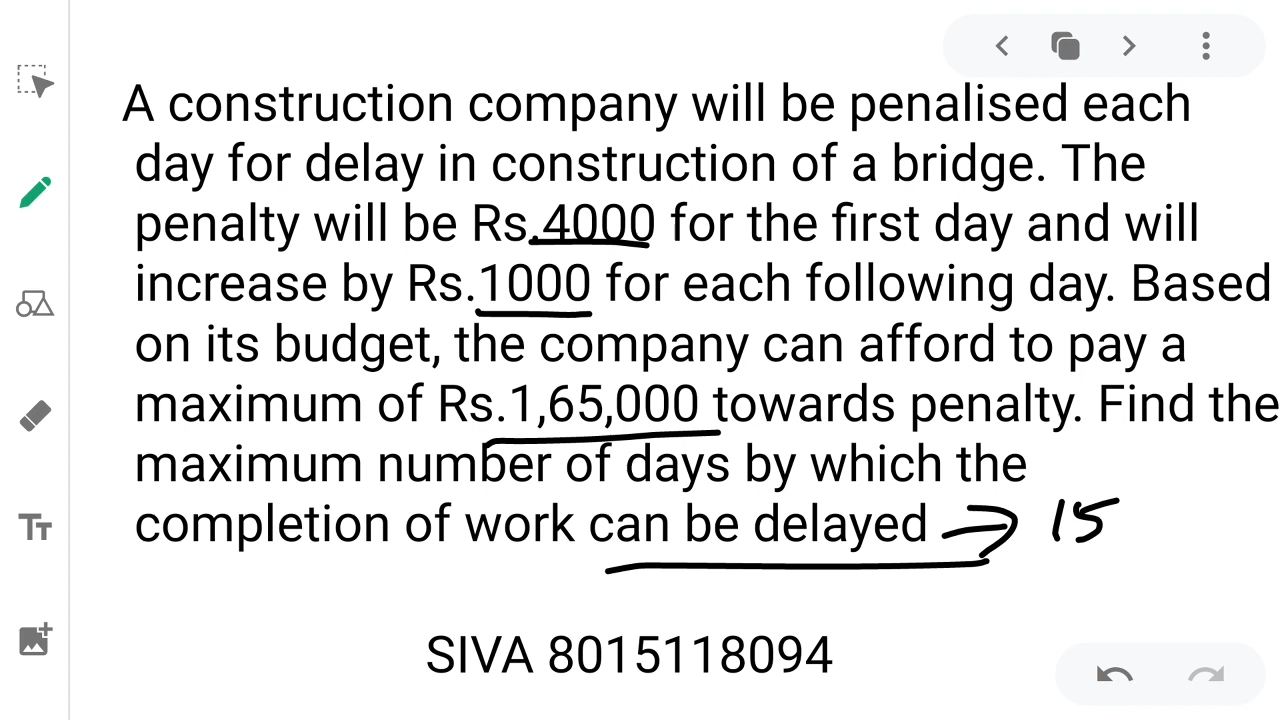 A construction company will be penalised each
day for delay in construction of a bridge. The
penalty will be Rs.4000 for the first day and will
increase by Rs.1000 for each following day. Based
on its budget, the company can afford to pay a
maximum of Rs.1,65,000 towards penalty. Find the
maximum number of days by which the
completion of work can be delayed → 15
SIVA 8015118094
Tт